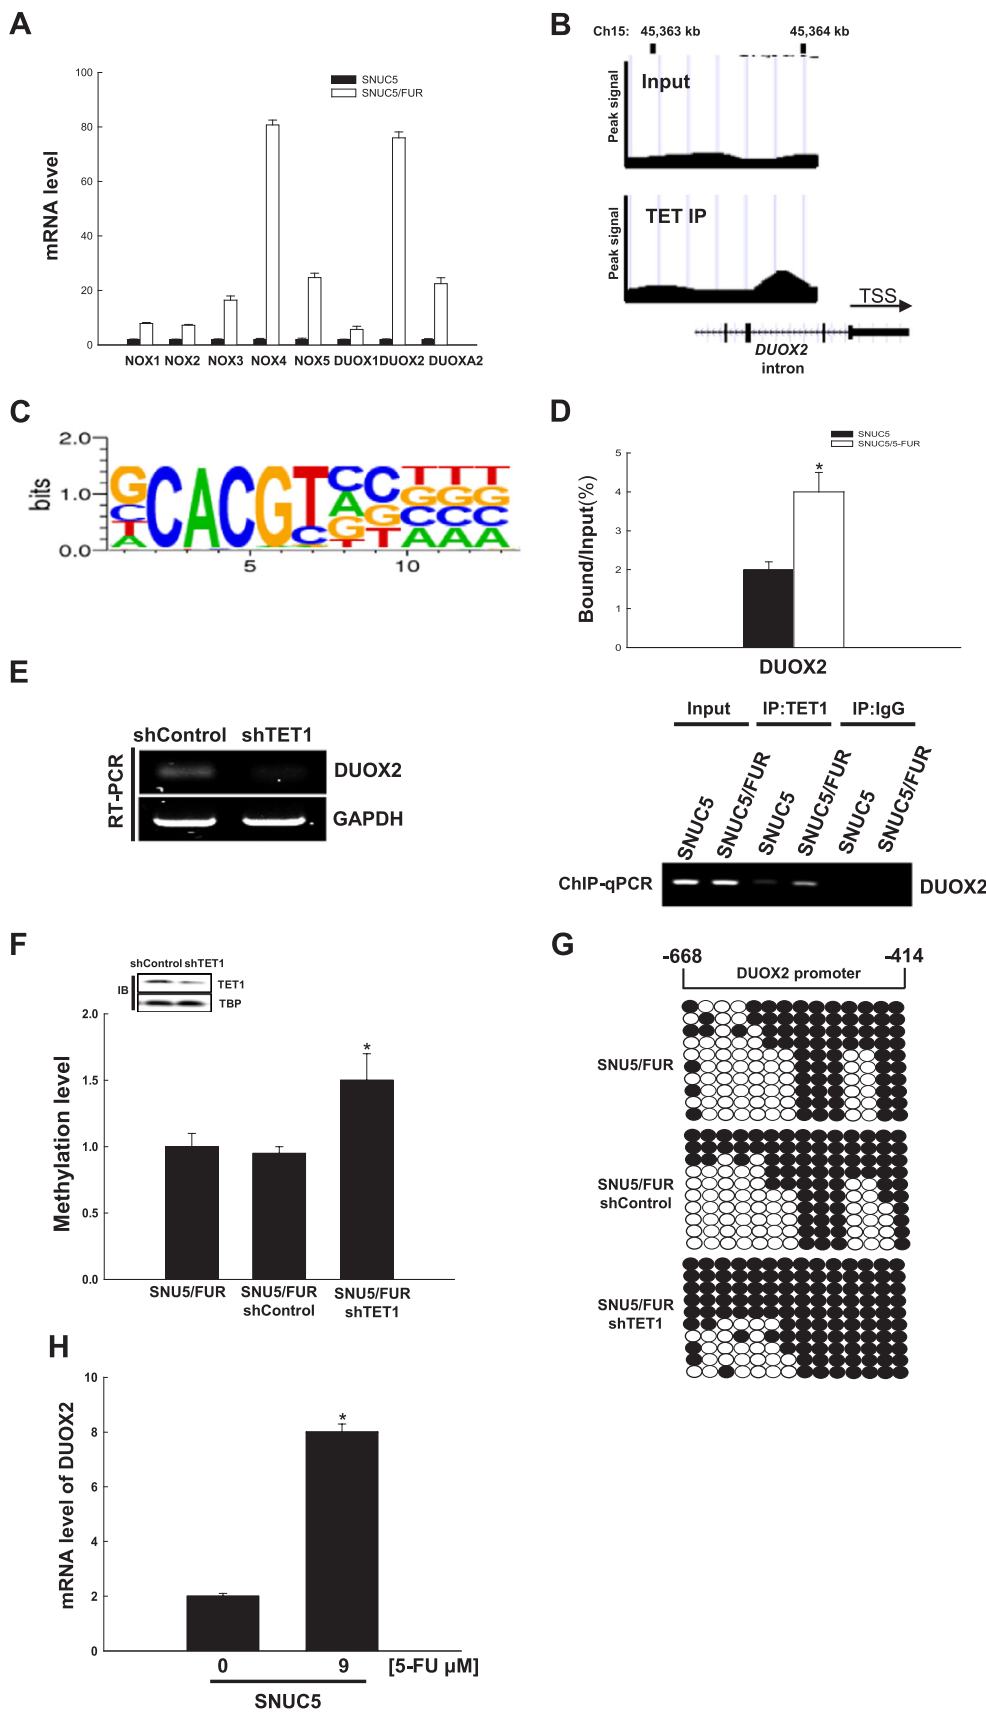 A
SNUC5
SNUC5/FUR
mRNA level
100
80
60
40
20
0
NOX1 NOX2 NOX3 NOX4 NOX5 DUOX1 DUOX2 DUOXA2
B
Ch15: 45,363 kb 45,364 kb
Peak signal
Input
Peak signal
TET IP
TSS
DUOX2
intron
C
bits
2.0
1.0
0.0
5 10
G C A C G T C C T T T
C A G G G G
T G G C C C
A C T T A A A
D
SNUC5
SNUC5/5-FUR
Bound/Input(%)
5
4
3
2
1
0
*
DUOX2
Input IP:TET1 IP:IgG
SNUC5 SNUC5/FUR SNUC5 SNUC5/FUR SNUC5 SNUC5/FUR
ChIP-qPCR DUOX2
E
shControl shTET1
RT-PCR
DUOX2
GAPDH
F
shControl shTET1
IB
TET1
TBP
Methylation level
2.0
1.5
1.0
0.5
0.0
*
SNU5/FUR SNU5/FUR SNU5/FUR
shControl shTET1
G
-668 -414
DUOX2 promoter
SNU5/FUR
SNU5/FUR
shControl
SNU5/FUR
shTET1
H
mRNA level of DUOX2
10
8
6
4
2
0
*
0 9 [5-FU µM]
SNUC5